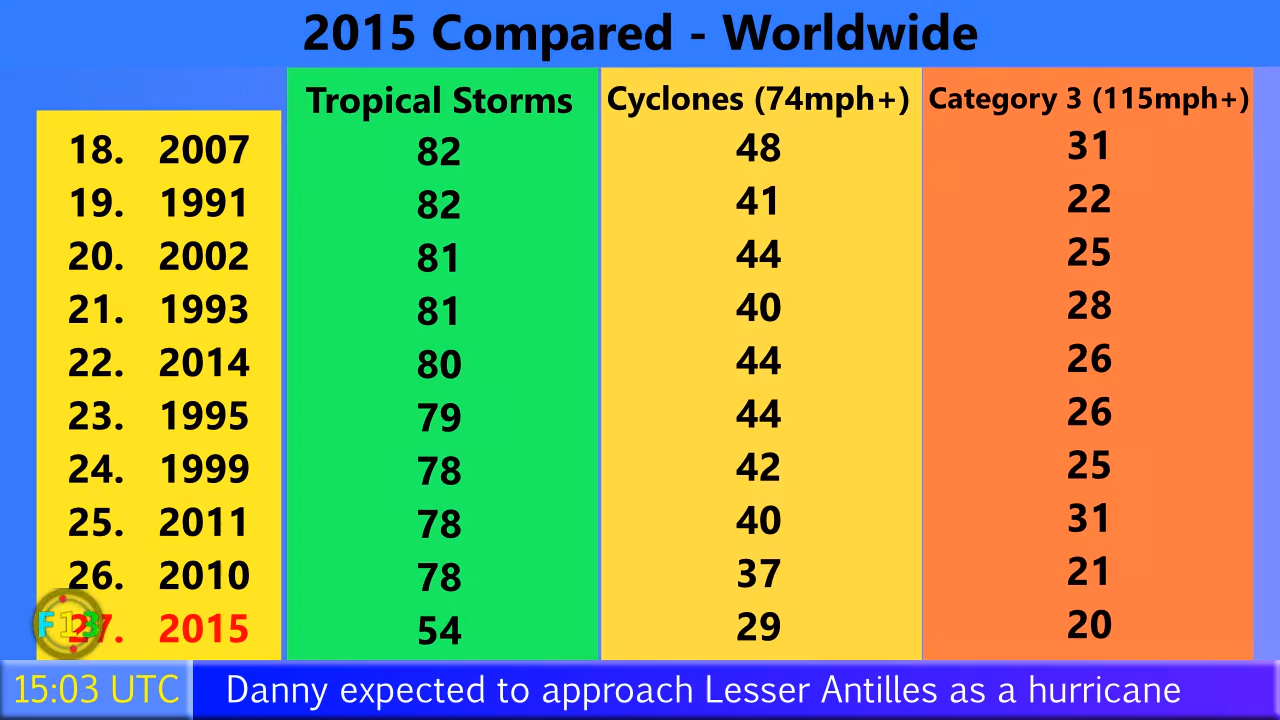 2015 Compared - Worldwide
Tropical Storms Cyclones (74mph+) Category 3 (115mph+)
18. 2007 82 48 31
19. 1991 82 41 22
20. 2002 81 44 25
21. 1993 81 40 28
22. 2014 80 44 26
23. 1995 79 44 26
24. 1999 78 42 25
25. 2011 78 40 31
26. 2010 78 37 21
27. 2015 54 29 20
F13
15:03 UTC Danny expected to approach Lesser Antilles as a hurricane